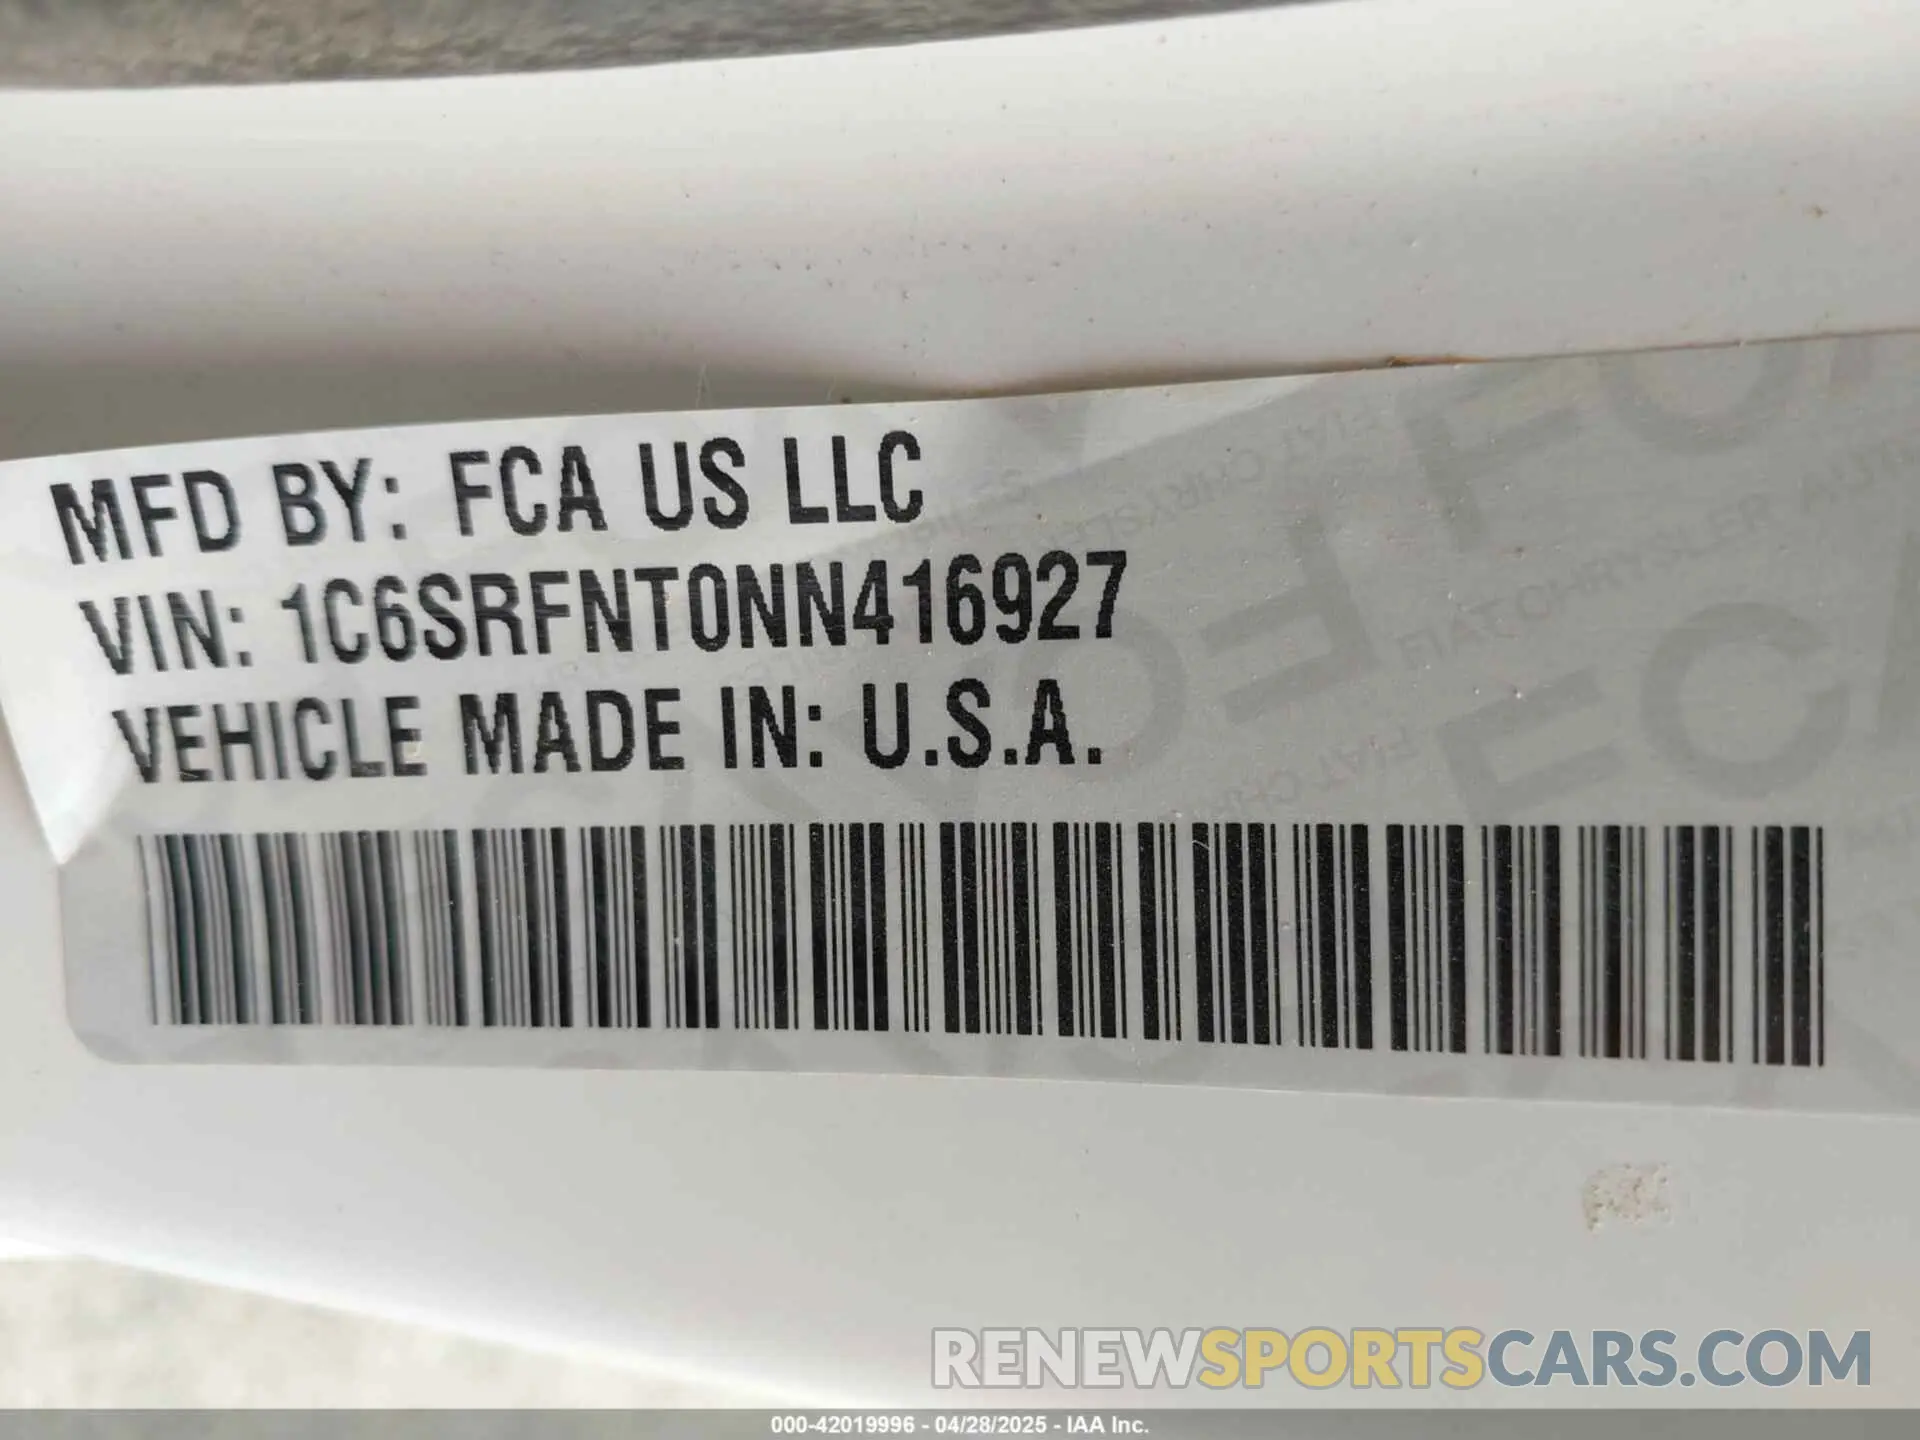 MFD BY: FCA US LLC
VIN: 1C6SRFNT0NN416927
VEHICLE MADE IN: U.S.A.
RENEWSPORTSCARS.COM
000-42019996 - 04/28/2025 - IAA Inc.